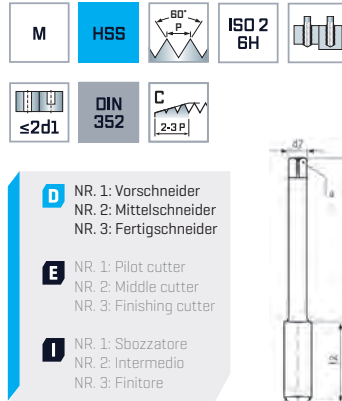 M
HSS
60°
P
ISO 2
6H
≤2d1
DIN
352
C
2-3 P
d2
a
l2
D
NR. 1: Vorschneider
NR. 2: Mittelschneider
NR. 3: Fertigschneider
E
NR. 1: Pilot cutter
NR. 2: Middle cutter
NR. 3: Finishing cutter
I
NR. 1: Sbozzatore
NR. 2: Intermedio
NR. 3: Finitore